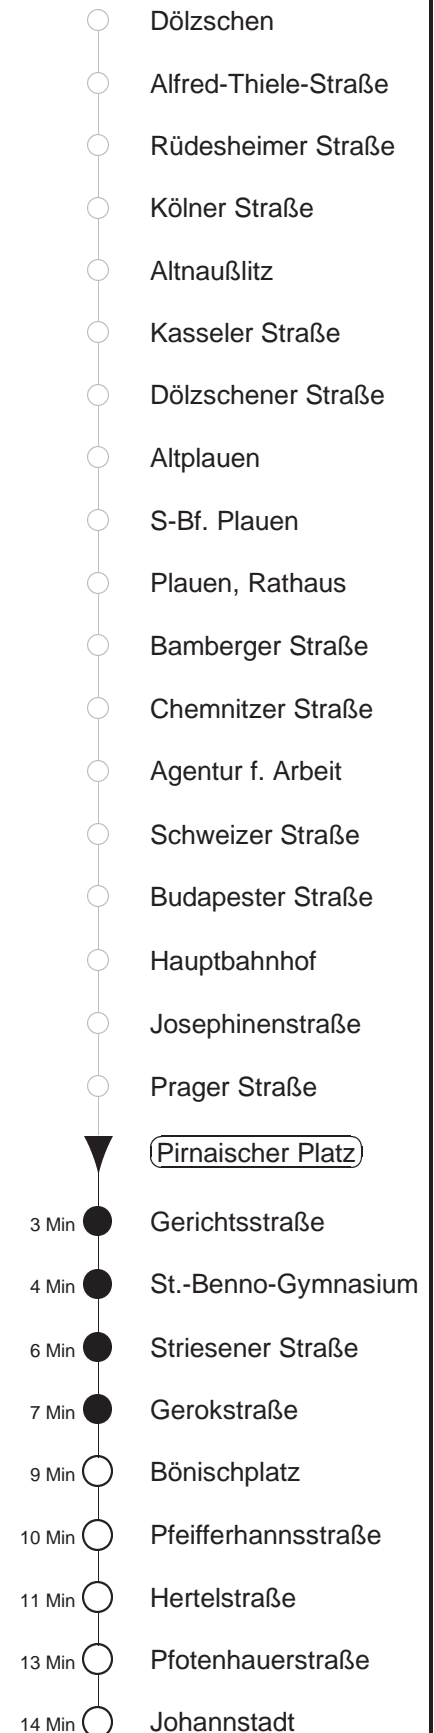 Dölzschen
Alfred-Thiele-Straße
Rüdesheimer Straße
Kölner Straße
Altnaußlitz
Kasseler Straße
Dölzschener Straße
Altplauen
S-Bf. Plauen
Plauen, Rathaus
Bamberger Straße
Chemnitzer Straße
Agentur f. Arbeit
Schweizer Straße
Budapester Straße
Hauptbahnhof
Josephinenstraße
Prager Straße
Pirnaischer Platz
3 Min Gerichtsstraße
4 Min St.-Benno-Gymnasium
6 Min Striesener Straße
7 Min Gerokstraße
9 Min Bönischplatz
10 Min Pfeifferhannsstraße
11 Min Hertelstraße
13 Min Pfotenhauerstraße
14 Min Johannstadt